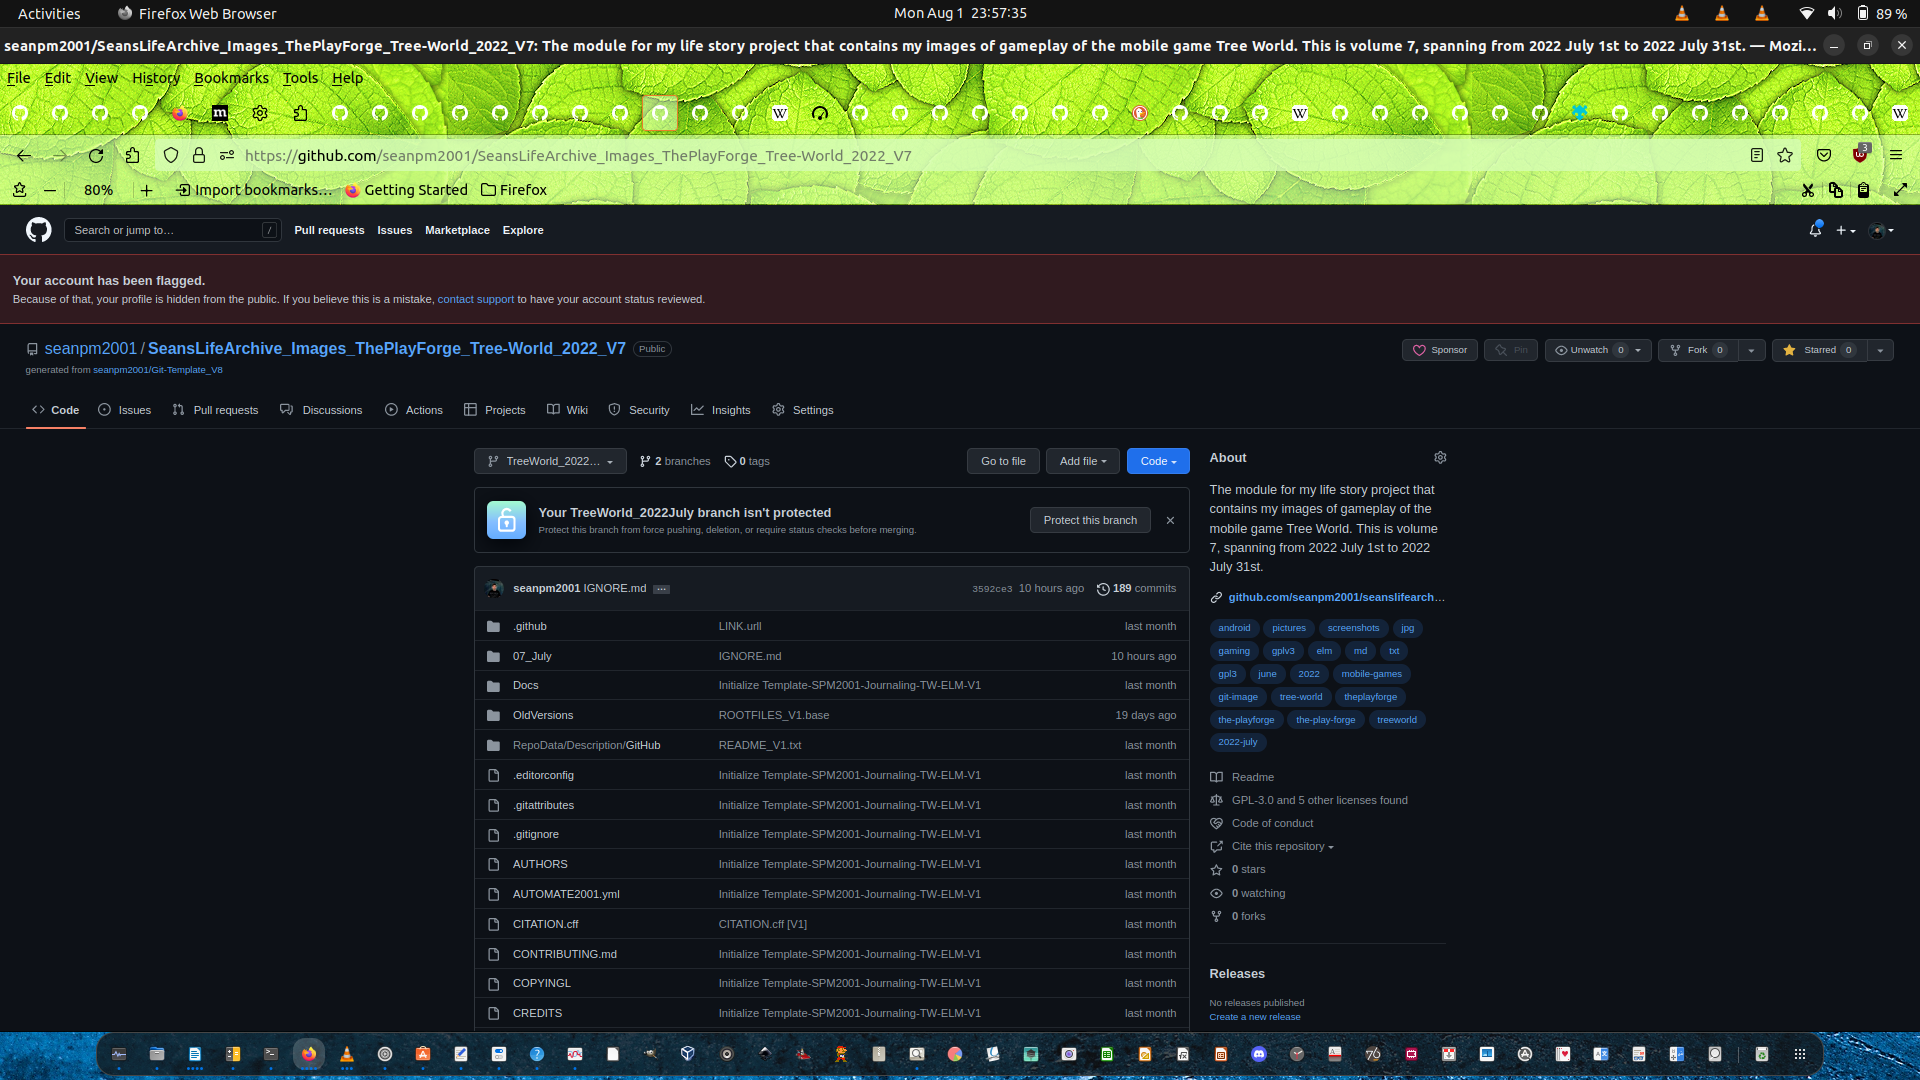 Activities
Firefox Web Browser
Mon Aug 1 23:57:35
89 %
seanpm2001/SeansLifeArchive_Images_ThePlayForge_Tree-World_2022_V7: The module for my life story project that contains my images of gameplay of the mobile game Tree World. This is volume 7, spanning from 2022 July 1st to 2022 July 31st. — Mozi…
File Edit View History Bookmarks Tools Help
https://github.com/seanpm2001/SeansLifeArchive_Images_ThePlayForge_Tree-World_2022_V7
3
80%
Import bookmarks…
Getting Started
Firefox
Search or jump to…
/
Pull requests
Issues
Marketplace
Explore
Your account has been flagged.
Because of that, your profile is hidden from the public. If you believe this is a mistake, contact support to have your account status reviewed.
seanpm2001 / SeansLifeArchive_Images_ThePlayForge_Tree-World_2022_V7
Public
Sponsor
Pin
Unwatch 0
Fork 0
Starred 0
generated from seanpm2001/Git-Template_V8
Code
Issues
Pull requests
Discussions
Actions
Projects
Wiki
Security
Insights
Settings
TreeWorld_2022…
2 branches
0 tags
Go to file
Add file
Code
Your TreeWorld_2022July branch isn't protected
Protect this branch from force pushing, deletion, or require status checks before merging.
Protect this branch
seanpm2001 IGNORE.md …
3592ce3 10 hours ago
189 commits
.github LINK.urll last month
07_July IGNORE.md 10 hours ago
Docs Initialize Template-SPM2001-Journaling-TW-ELM-V1 last month
OldVersions ROOTFILES_V1.base 19 days ago
RepoData/Description/GitHub README_V1.txt last month
.editorconfig Initialize Template-SPM2001-Journaling-TW-ELM-V1 last month
.gitattributes Initialize Template-SPM2001-Journaling-TW-ELM-V1 last month
.gitignore Initialize Template-SPM2001-Journaling-TW-ELM-V1 last month
AUTHORS Initialize Template-SPM2001-Journaling-TW-ELM-V1 last month
AUTOMATE2001.yml Initialize Template-SPM2001-Journaling-TW-ELM-V1 last month
CITATION.cff CITATION.cff [V1] last month
CONTRIBUTING.md Initialize Template-SPM2001-Journaling-TW-ELM-V1 last month
COPYINGL Initialize Template-SPM2001-Journaling-TW-ELM-V1 last month
CREDITS Initialize Template-SPM2001-Journaling-TW-ELM-V1 last month
About
The module for my life story project that
contains my images of gameplay of the
mobile game Tree World. This is volume
7, spanning from 2022 July 1st to 2022
July 31st.
github.com/seanpm2001/seanslifearch…
android pictures screenshots jpg
gaming gplv3 elm md txt
gpl3 june 2022 mobile-games
git-image tree-world theplayforge
the-playforge the-play-forge treeworld
2022-july
Readme
GPL-3.0 and 5 other licenses found
Code of conduct
Cite this repository
0 stars
0 watching
0 forks
Releases
No releases published
Create a new release